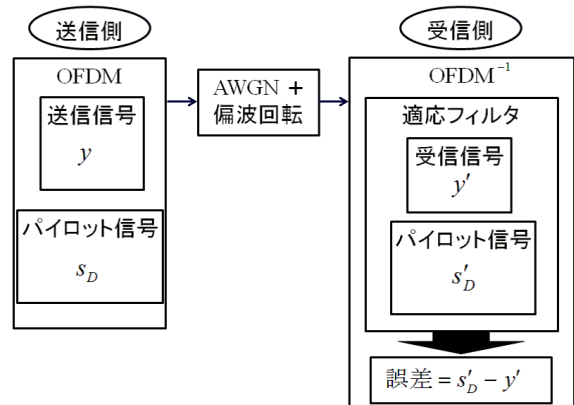 送信側
OFDM
送信信号
y
パイロット信号
s_D
AWGN +
偏波回転
受信側
OFDM⁻¹
適応フィルタ
受信信号
y′
パイロット信号
s′_D
誤差 = s′_D − y′